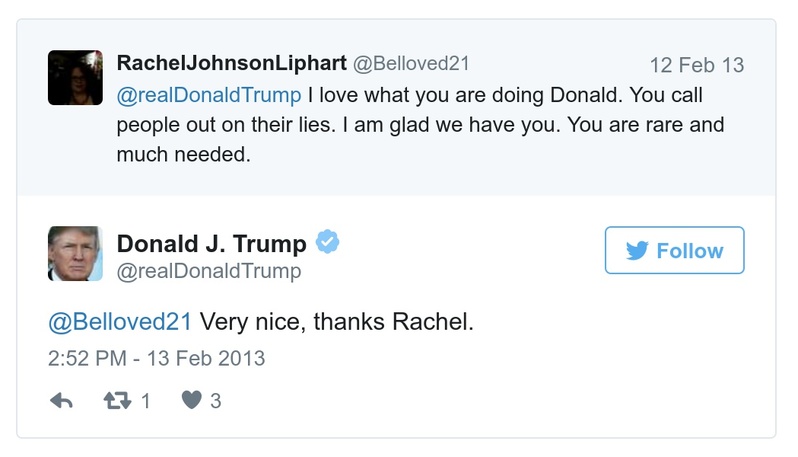 RachelJohnsonLiphart @Belloved21 12 Feb 13
@realDonaldTrump I love what you are doing Donald. You call
people out on their lies. I am glad we have you. You are rare and
much needed.
Donald J. Trump
@realDonaldTrump
Follow
@Belloved21 Very nice, thanks Rachel.
2:52 PM - 13 Feb 2013
1 3